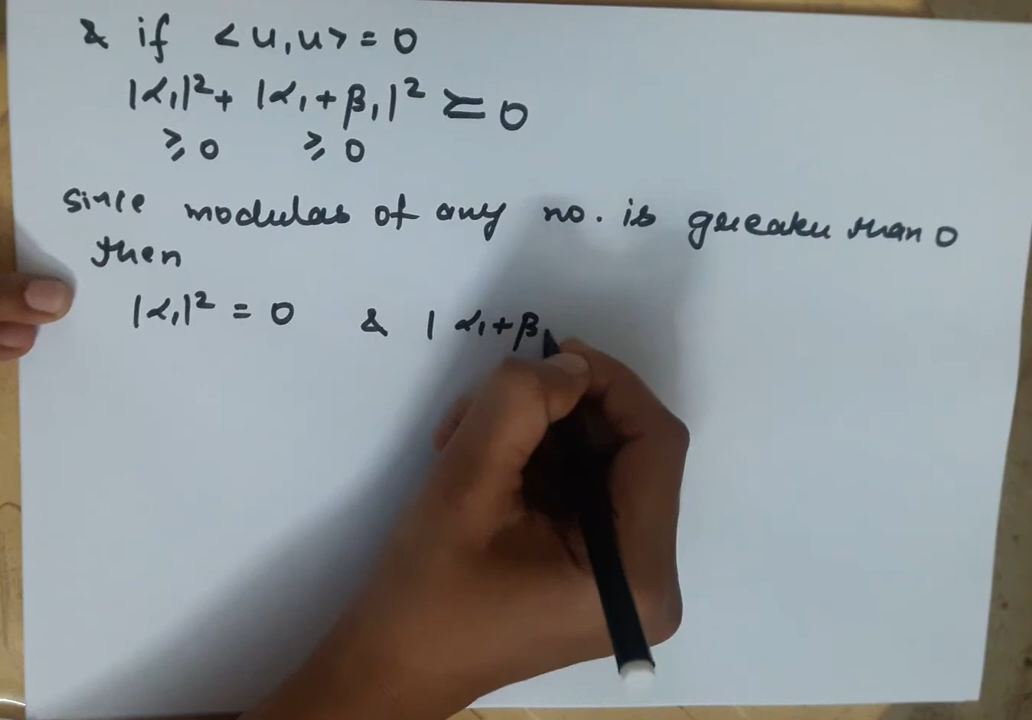 & if <u,u> = 0
|α₁|² + |α₁ + β₁|² = 0
≥ 0 ≥ 0
since modulas of any no. is greater than 0
then
|α₁|² = 0 & | α₁ + β